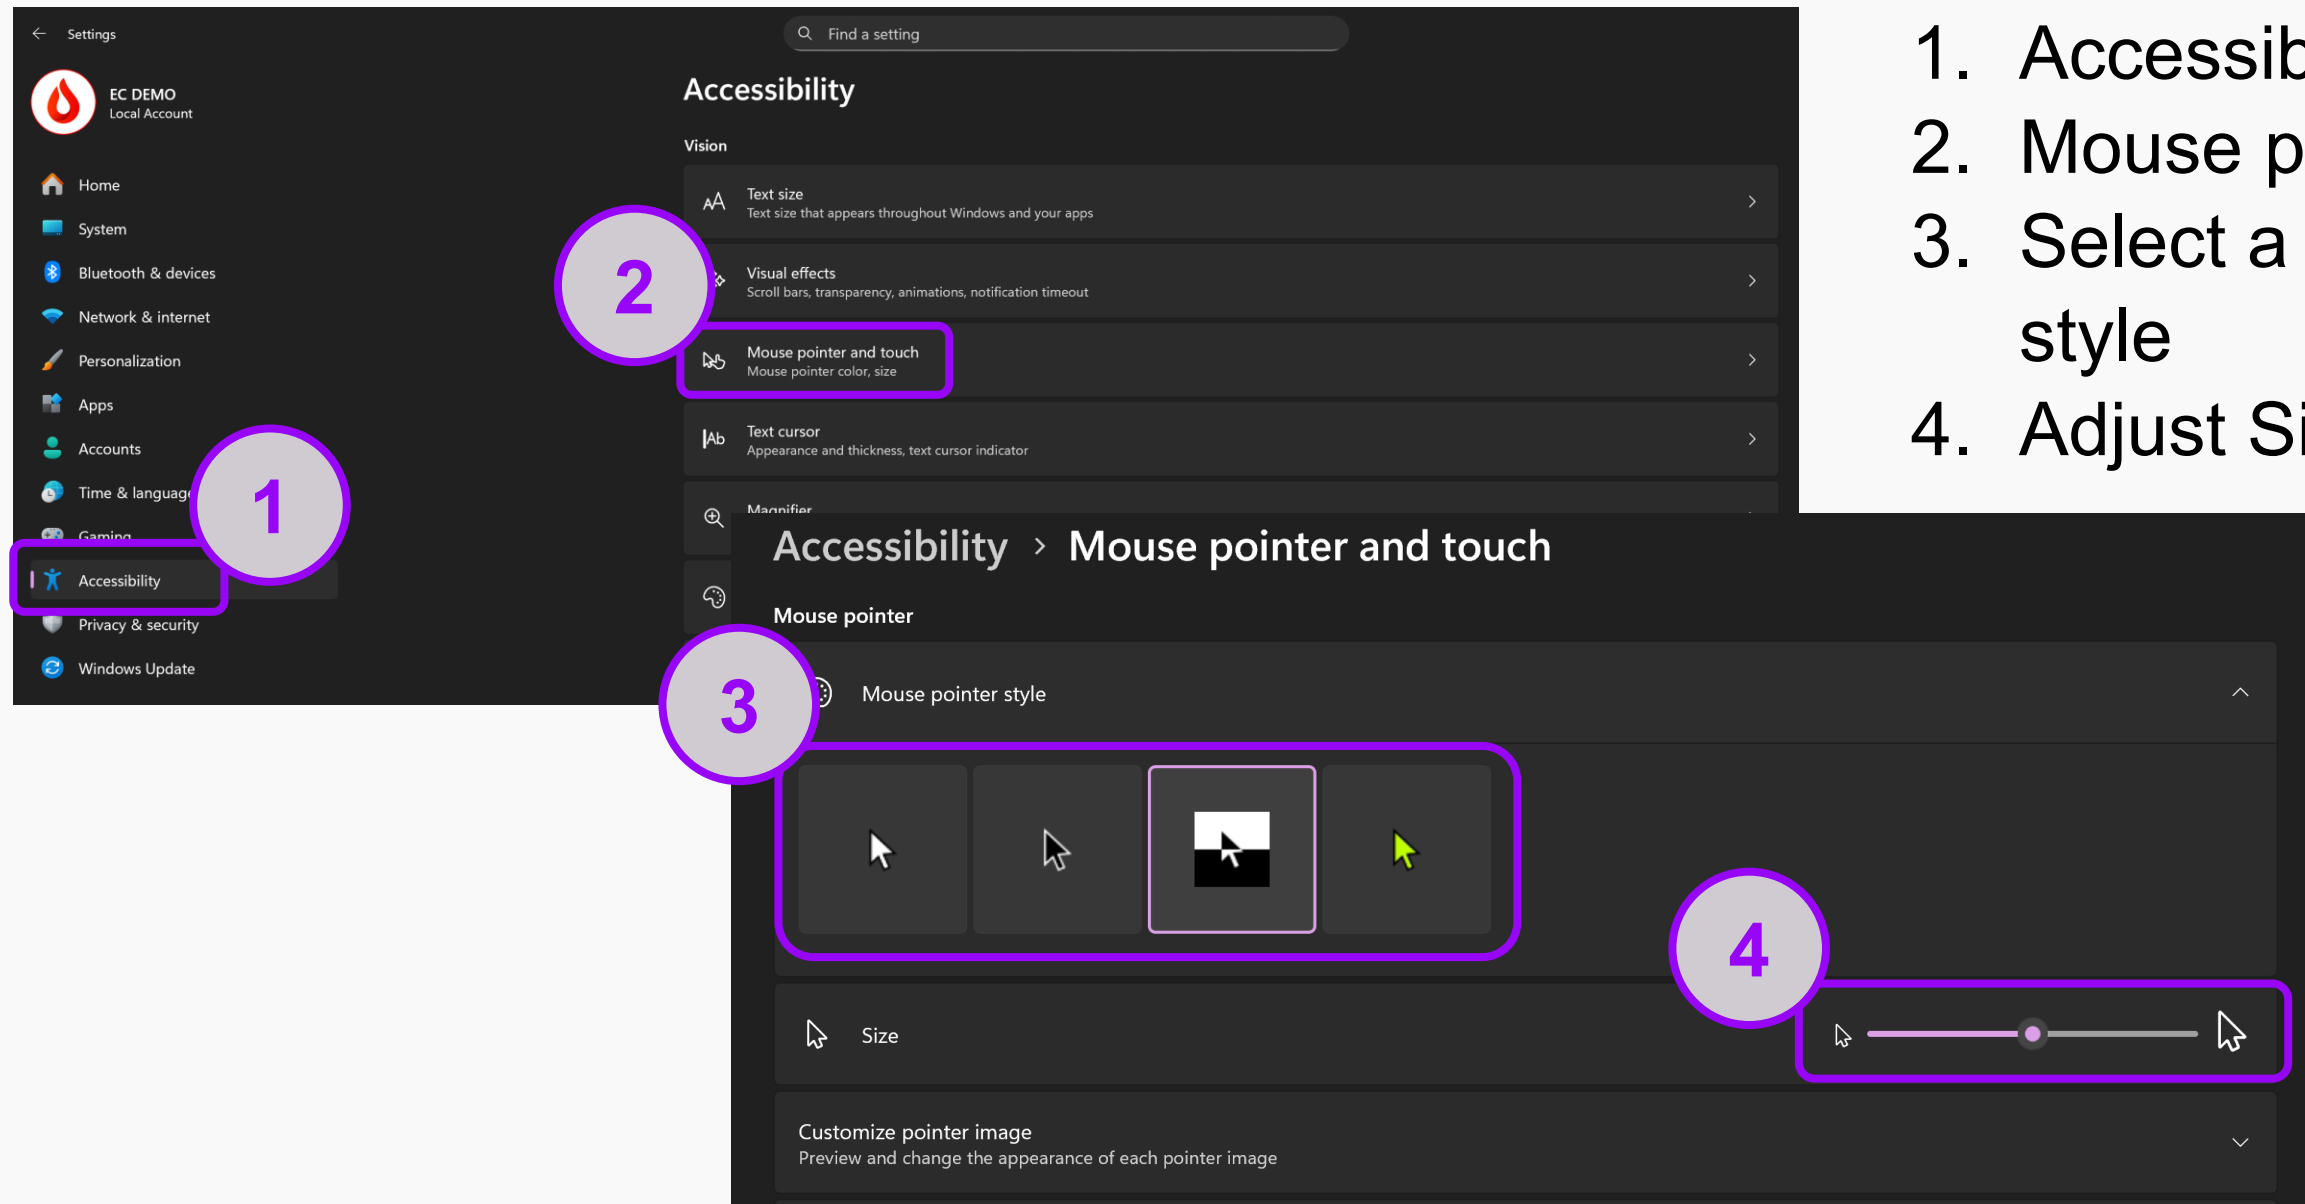 Settings
Find a setting
EC DEMO
Local Account
Home
System
Bluetooth & devices
Network & internet
Personalization
Apps
Accounts
Time & language
Gaming
Accessibility
Privacy & security
Windows Update
1
Accessibility
Vision
Text size
Text size that appears throughout Windows and your apps
Visual effects
Scroll bars, transparency, animations, notification timeout
2
Mouse pointer and touch
Mouse pointer color, size
Ab Text cursor
Appearance and thickness, text cursor indicator
Magnifier
1. Accessib
2. Mouse p
3. Select a
style
4. Adjust Si
Accessibility > Mouse pointer and touch
Mouse pointer
3
Mouse pointer style
4
Size
Customize pointer image
Preview and change the appearance of each pointer image